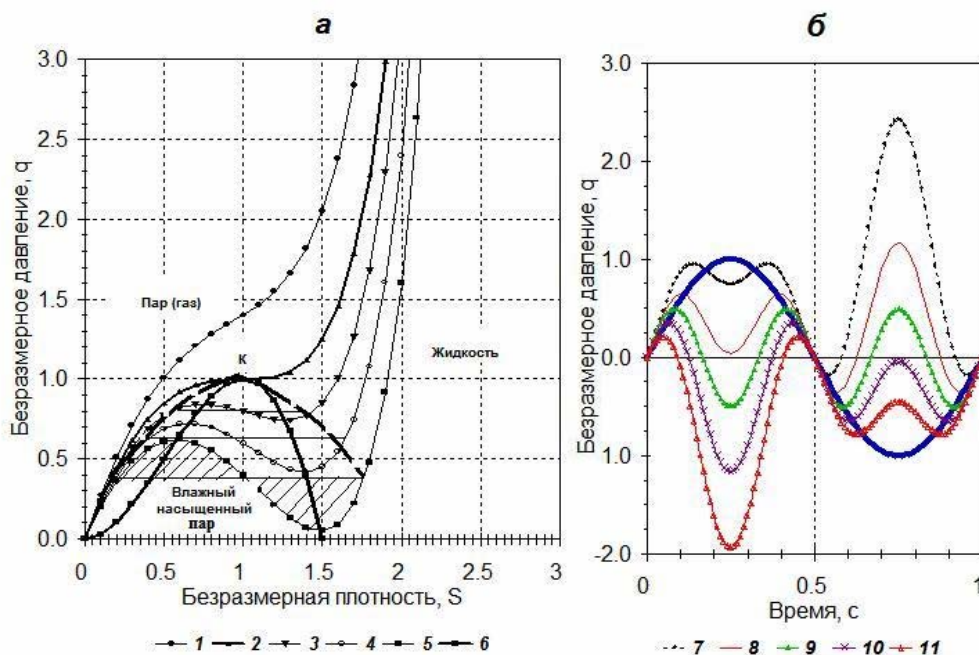 а
б
Безразмерное давление, q
3.0
2.5
2.0
1.5
1.0
0.5
0.0
Пар (газ)
К
Жидкость
Влажный
насыщенный
пар
0 0.5 1 1.5 2 2.5 3
Безразмерная плотность, S
1 2 3 4 5 6
Безразмерное давление, q
3.0
2.0
1.0
0.0
1.0
-2.0
0 0.5 1
Время, с
7 8 9 10 11